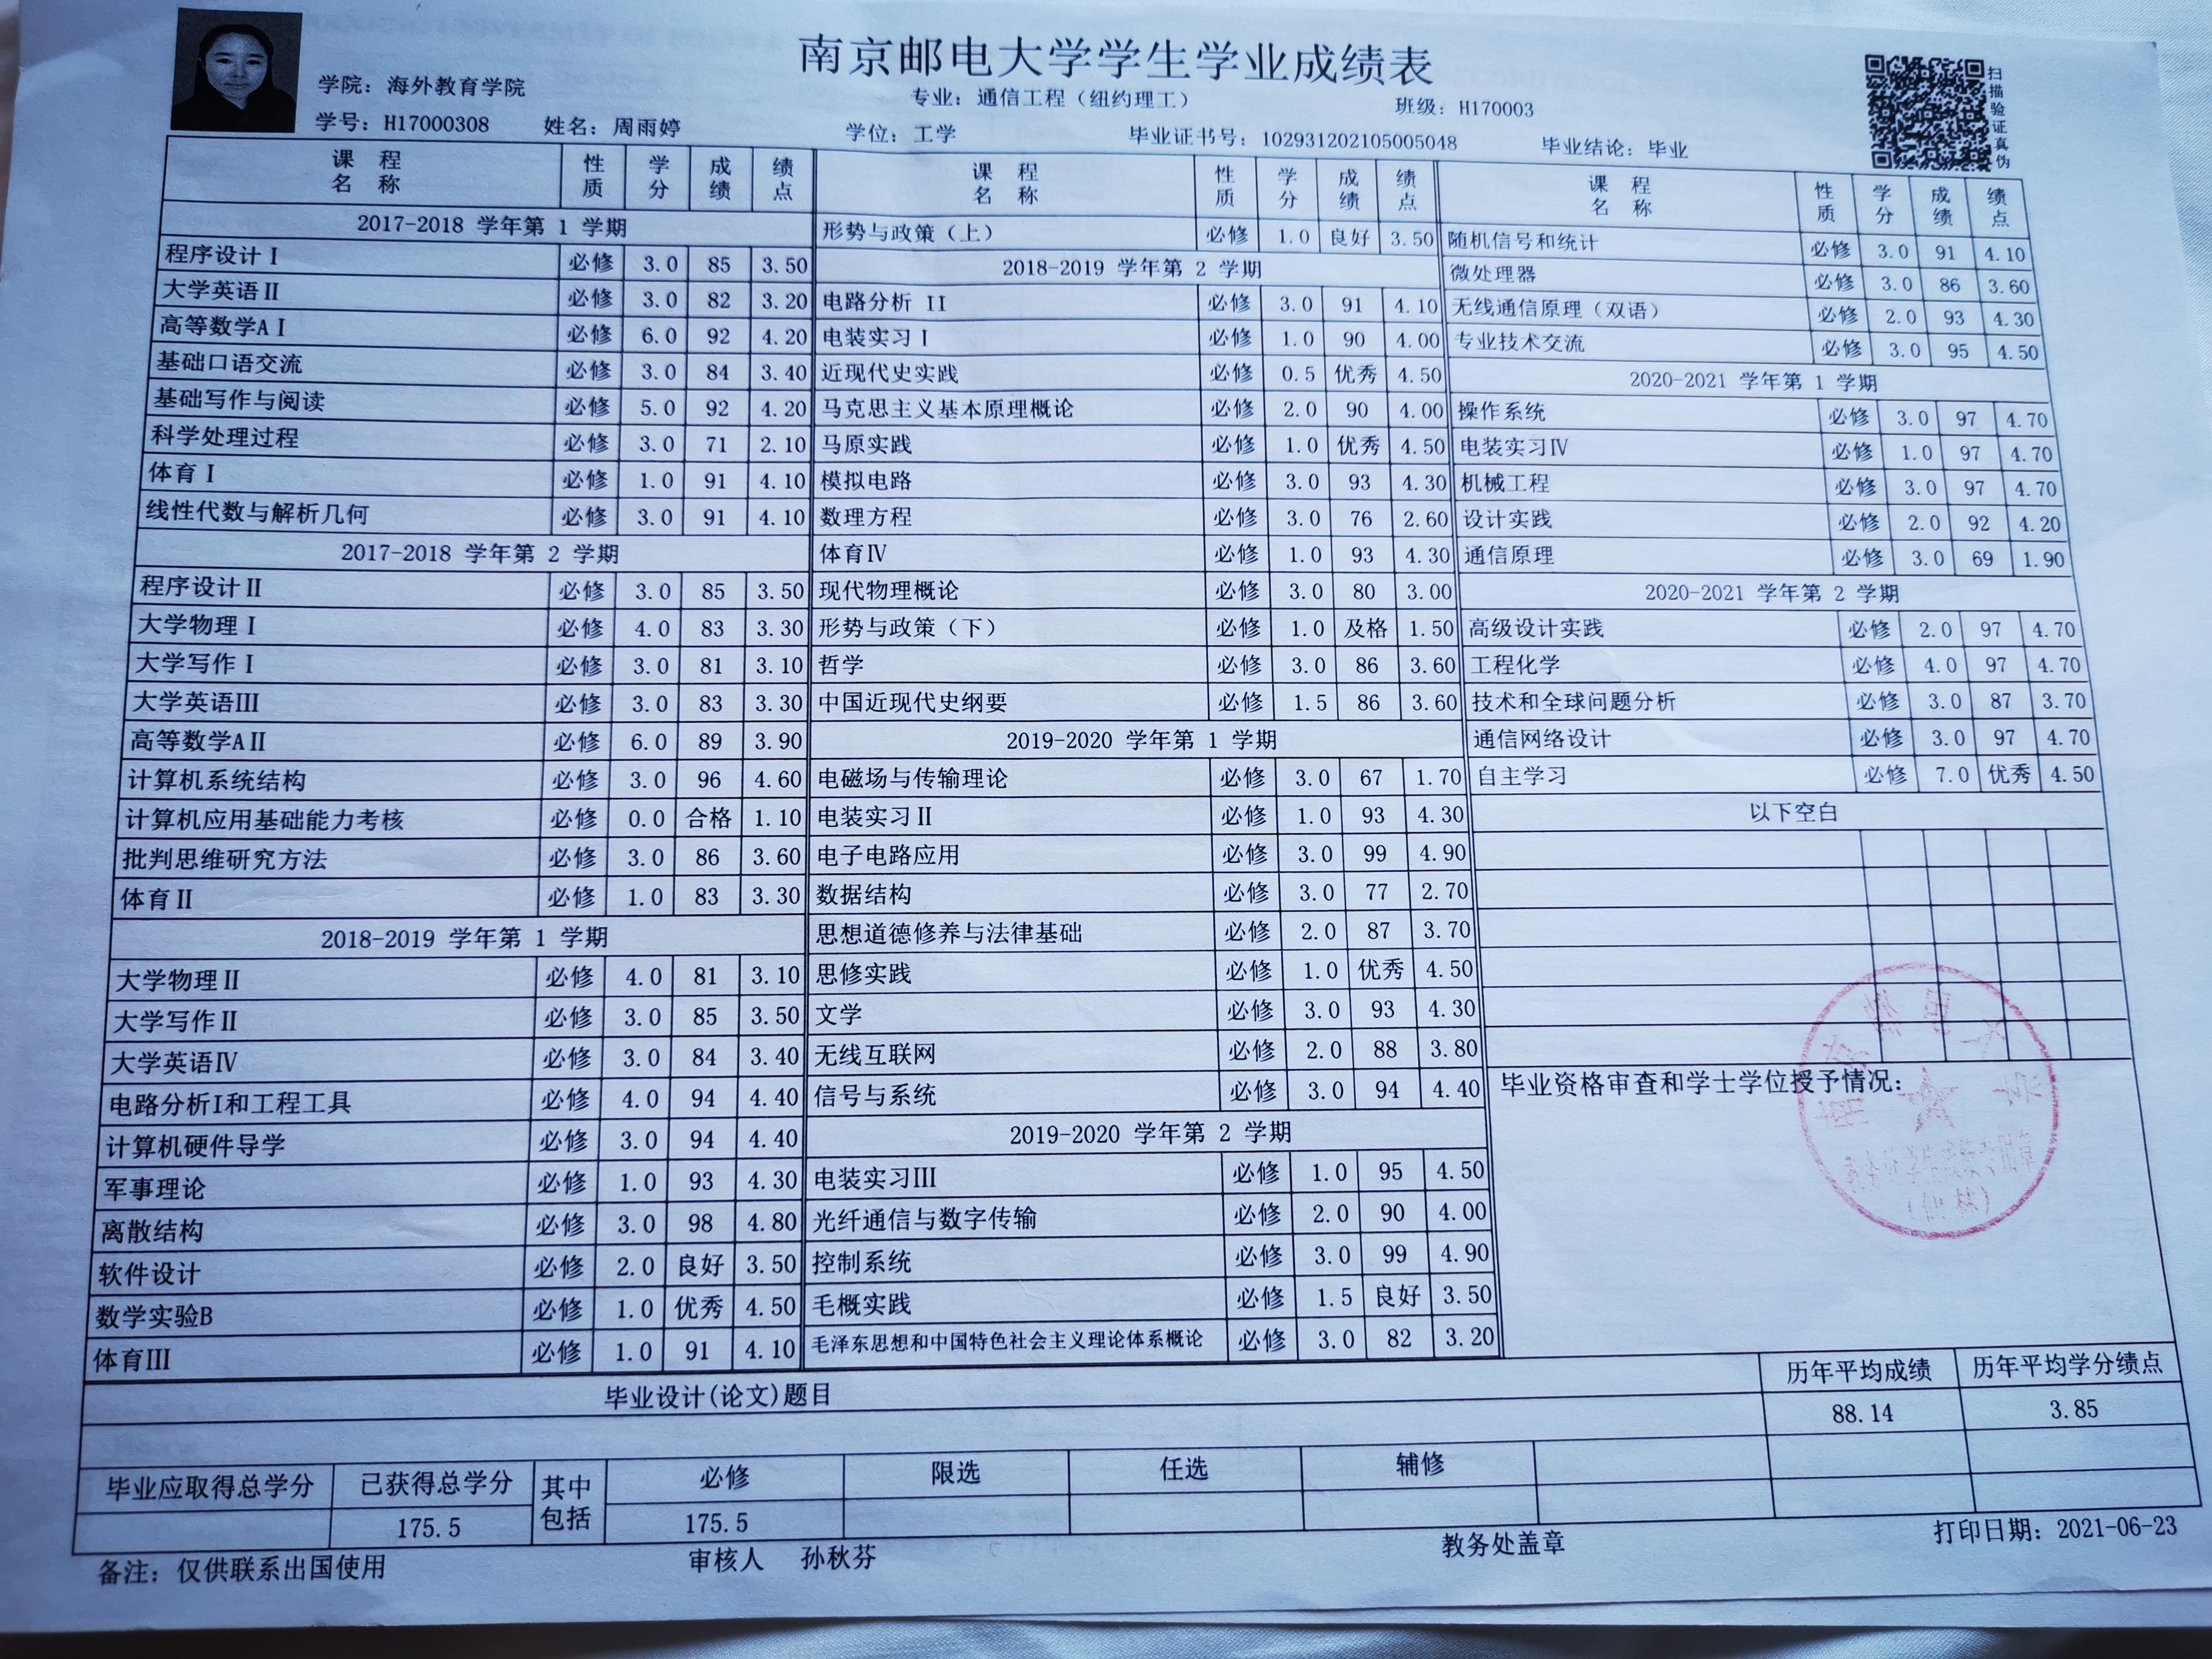 南京邮电大学学生学业成绩表
学院：海外教育学院 专业：通信工程（纽约理工） 班级：H170003
学号：H17000308 姓名：周雨婷 学位：工学 毕业证书号：102931202105005048 毕业结论：毕业
扫描验证真伪
课程名称 性质 学分 成绩 绩点
2017-2018 学年第 1 学期
程序设计Ⅰ 必修 3.0 85 3.50
大学英语Ⅱ 必修 3.0 82 3.20
高等数学AⅠ 必修 6.0 92 4.20
基础口语交流 必修 3.0 84 3.40
基础写作与阅读 必修 5.0 92 4.20
科学处理过程 必修 3.0 71 2.10
体育Ⅰ 必修 1.0 91 4.10
线性代数与解析几何 必修 3.0 91 4.10
2017-2018 学年第 2 学期
程序设计Ⅱ 必修 3.0 85 3.50
大学物理Ⅰ 必修 4.0 83 3.30
大学写作Ⅰ 必修 3.0 81 3.10
大学英语Ⅲ 必修 3.0 83 3.30
高等数学AⅡ 必修 6.0 89 3.90
计算机系统结构 必修 3.0 96 4.60
计算机应用基础能力考核 必修 0.0 合格 1.10
批判思维研究方法 必修 3.0 86 3.60
体育Ⅱ 必修 1.0 83 3.30
2018-2019 学年第 1 学期
大学物理Ⅱ 必修 4.0 81 3.10
大学写作Ⅱ 必修 3.0 85 3.50
大学英语Ⅳ 必修 3.0 84 3.40
电路分析I和工程工具 必修 4.0 94 4.40
计算机硬件导学 必修 3.0 94 4.40
军事理论 必修 1.0 93 4.30
离散结构 必修 3.0 98 4.80
软件设计 必修 2.0 良好 3.50
数学实验B 必修 1.0 优秀 4.50
体育Ⅲ 必修 1.0 91 4.10
课程名称 性质 学分 成绩 绩点
形势与政策（上） 必修 1.0 良好 3.50
2018-2019 学年第 2 学期
电路分析 II 必修 3.0 91 4.10
电装实习Ⅰ 必修 1.0 90 4.00
近现代史实践 必修 0.5 优秀 4.50
马克思主义基本原理概论 必修 2.0 90 4.00
马原实践 必修 1.0 优秀 4.50
模拟电路 必修 3.0 93 4.30
数理方程 必修 3.0 76 2.60
体育Ⅳ 必修 1.0 93 4.30
现代物理概论 必修 3.0 80 3.00
形势与政策（下） 必修 1.0 及格 1.50
哲学 必修 3.0 86 3.60
中国近现代史纲要 必修 1.5 86 3.60
2019-2020 学年第 1 学期
电磁场与传输理论 必修 3.0 67 1.70
电装实习Ⅱ 必修 1.0 93 4.30
电子电路应用 必修 3.0 99 4.90
数据结构 必修 3.0 77 2.70
思想道德修养与法律基础 必修 2.0 87 3.70
思修实践 必修 1.0 优秀 4.50
文学 必修 3.0 93 4.30
无线互联网 必修 2.0 88 3.80
信号与系统 必修 3.0 94 4.40
2019-2020 学年第 2 学期
电装实习Ⅲ 必修 1.0 95 4.50
光纤通信与数字传输 必修 2.0 90 4.00
控制系统 必修 3.0 99 4.90
毛概实践 必修 1.5 良好 3.50
毛泽东思想和中国特色社会主义理论体系概论 必修 3.0 82 3.20
课程名称 性质 学分 成绩 绩点
随机信号和统计 必修 3.0 91 4.10
微处理器 必修 3.0 86 3.60
无线通信原理（双语） 必修 2.0 93 4.30
专业技术交流 必修 3.0 95 4.50
2020-2021 学年第 1 学期
操作系统 必修 3.0 97 4.70
电装实习Ⅳ 必修 1.0 97 4.70
机械工程 必修 3.0 97 4.70
设计实践 必修 2.0 92 4.20
通信原理 必修 3.0 69 1.90
2020-2021 学年第 2 学期
高级设计实践 必修 2.0 97 4.70
工程化学 必修 4.0 97 4.70
技术和全球问题分析 必修 3.0 87 3.70
通信网络设计 必修 3.0 97 4.70
自主学习 必修 7.0 优秀 4.50
以下空白
毕业资格审查和学士学位授予情况：
南京邮电大学
（仙林）
毕业设计(论文)题目 历年平均成绩 历年平均学分绩点
88.14 3.85
毕业应取得总学分 已获得总学分 其中包括 必修 限选 任选 辅修
175.5 175.5
备注：仅供联系出国使用 审核人 孙秋芬 教务处盖章 打印日期：2021-06-23